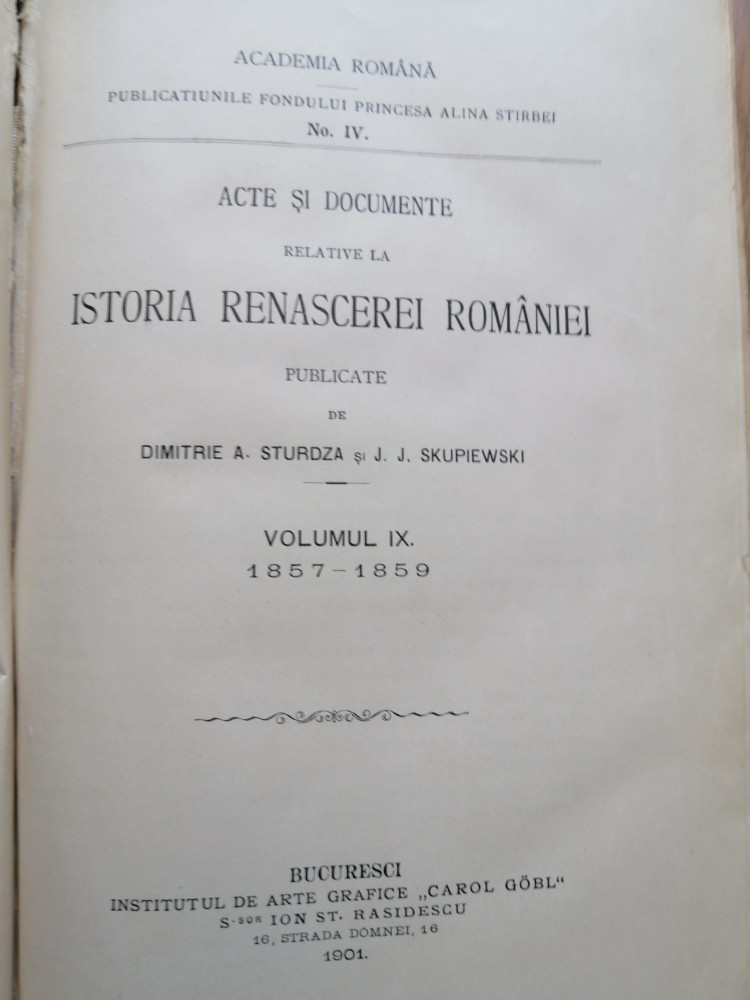 ACADEMIA ROMÂNĂ
PUBLICATIUNILE FONDULUI PRINCESA ALINA STIRBEI
No. IV.
ACTE ȘI DOCUMENTE
RELATIVE LA
ISTORIA RENASCEREI ROMÂNIEI
PUBLICATE
DE
DIMITRIE A. STURDZA și J. J. SKUPIEWSKI
VOLUMUL IX.
1857–1859
BUCURESCI
INSTITUTUL DE ARTE GRAFICE „CAROL GÖBL“
S-SOR ION ST. RASIDESCU
16, STRADA DOMNEI, 16
1901.